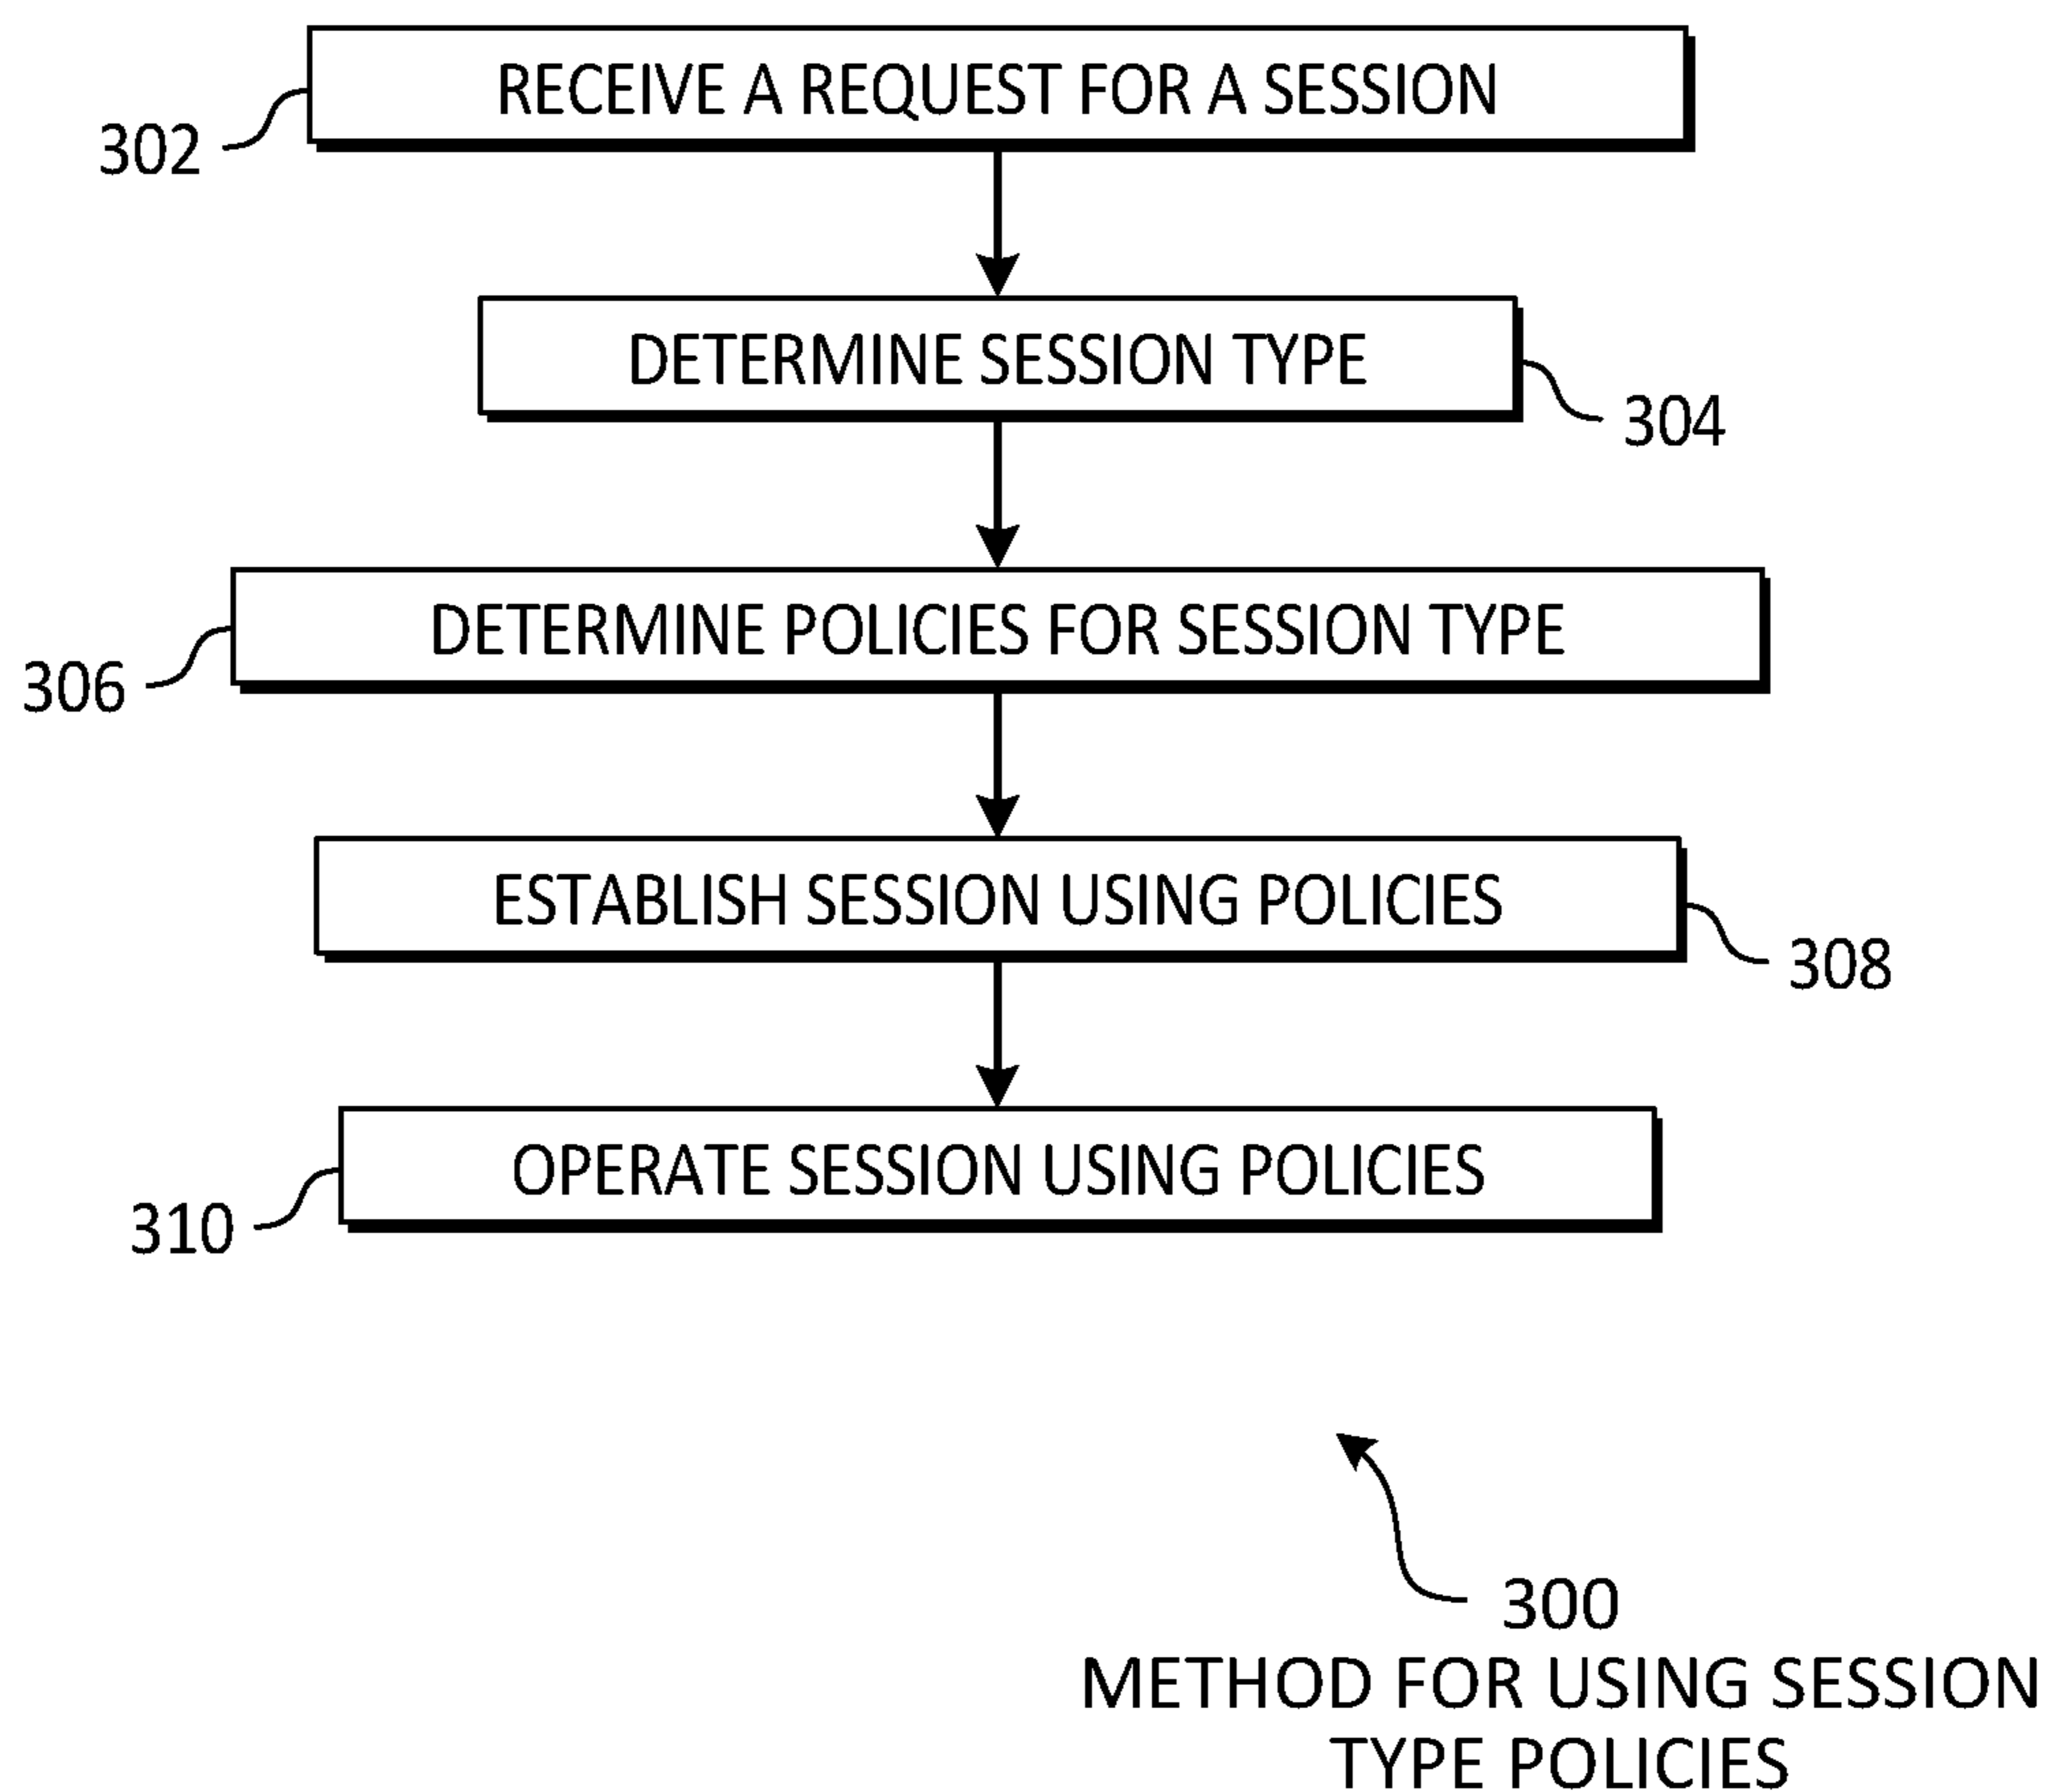 RECEIVE A REQUEST FOR A SESSION
302
DETERMINE SESSION TYPE
304
DETERMINE POLICIES FOR SESSION TYPE
306
ESTABLISH SESSION USING POLICIES
308
OPERATE SESSION USING POLICIES
310
300
METHOD FOR USING SESSION
TYPE POLICIES